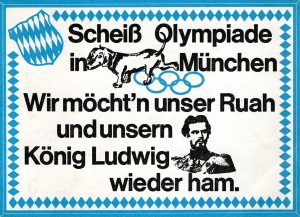 Scheiß Olympiade
in München
Wir möcht'n unser Ruah
und unsern
König Ludwig
wieder ham.